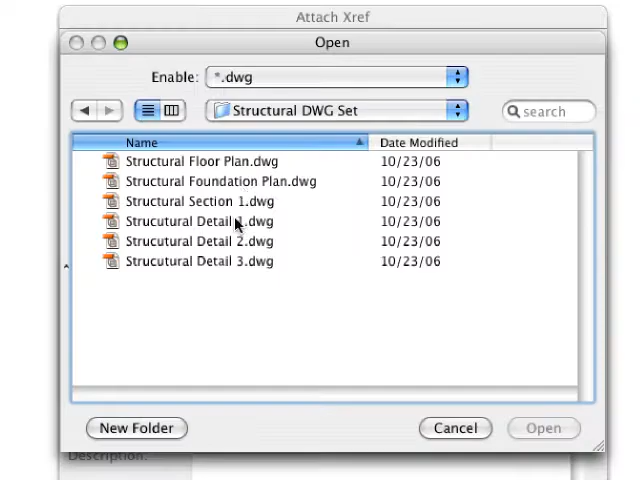 Attach Xref
Open
Enable: *.dwg
Structural DWG Set
search
Name Date Modified
Structural Floor Plan.dwg 10/23/06
Structural Foundation Plan.dwg 10/23/06
Structural Section 1.dwg 10/23/06
Strucutural Detail 1.dwg 10/23/06
Strucutural Detail 2.dwg 10/23/06
Strucutural Detail 3.dwg 10/23/06
New Folder Cancel Open
Description: